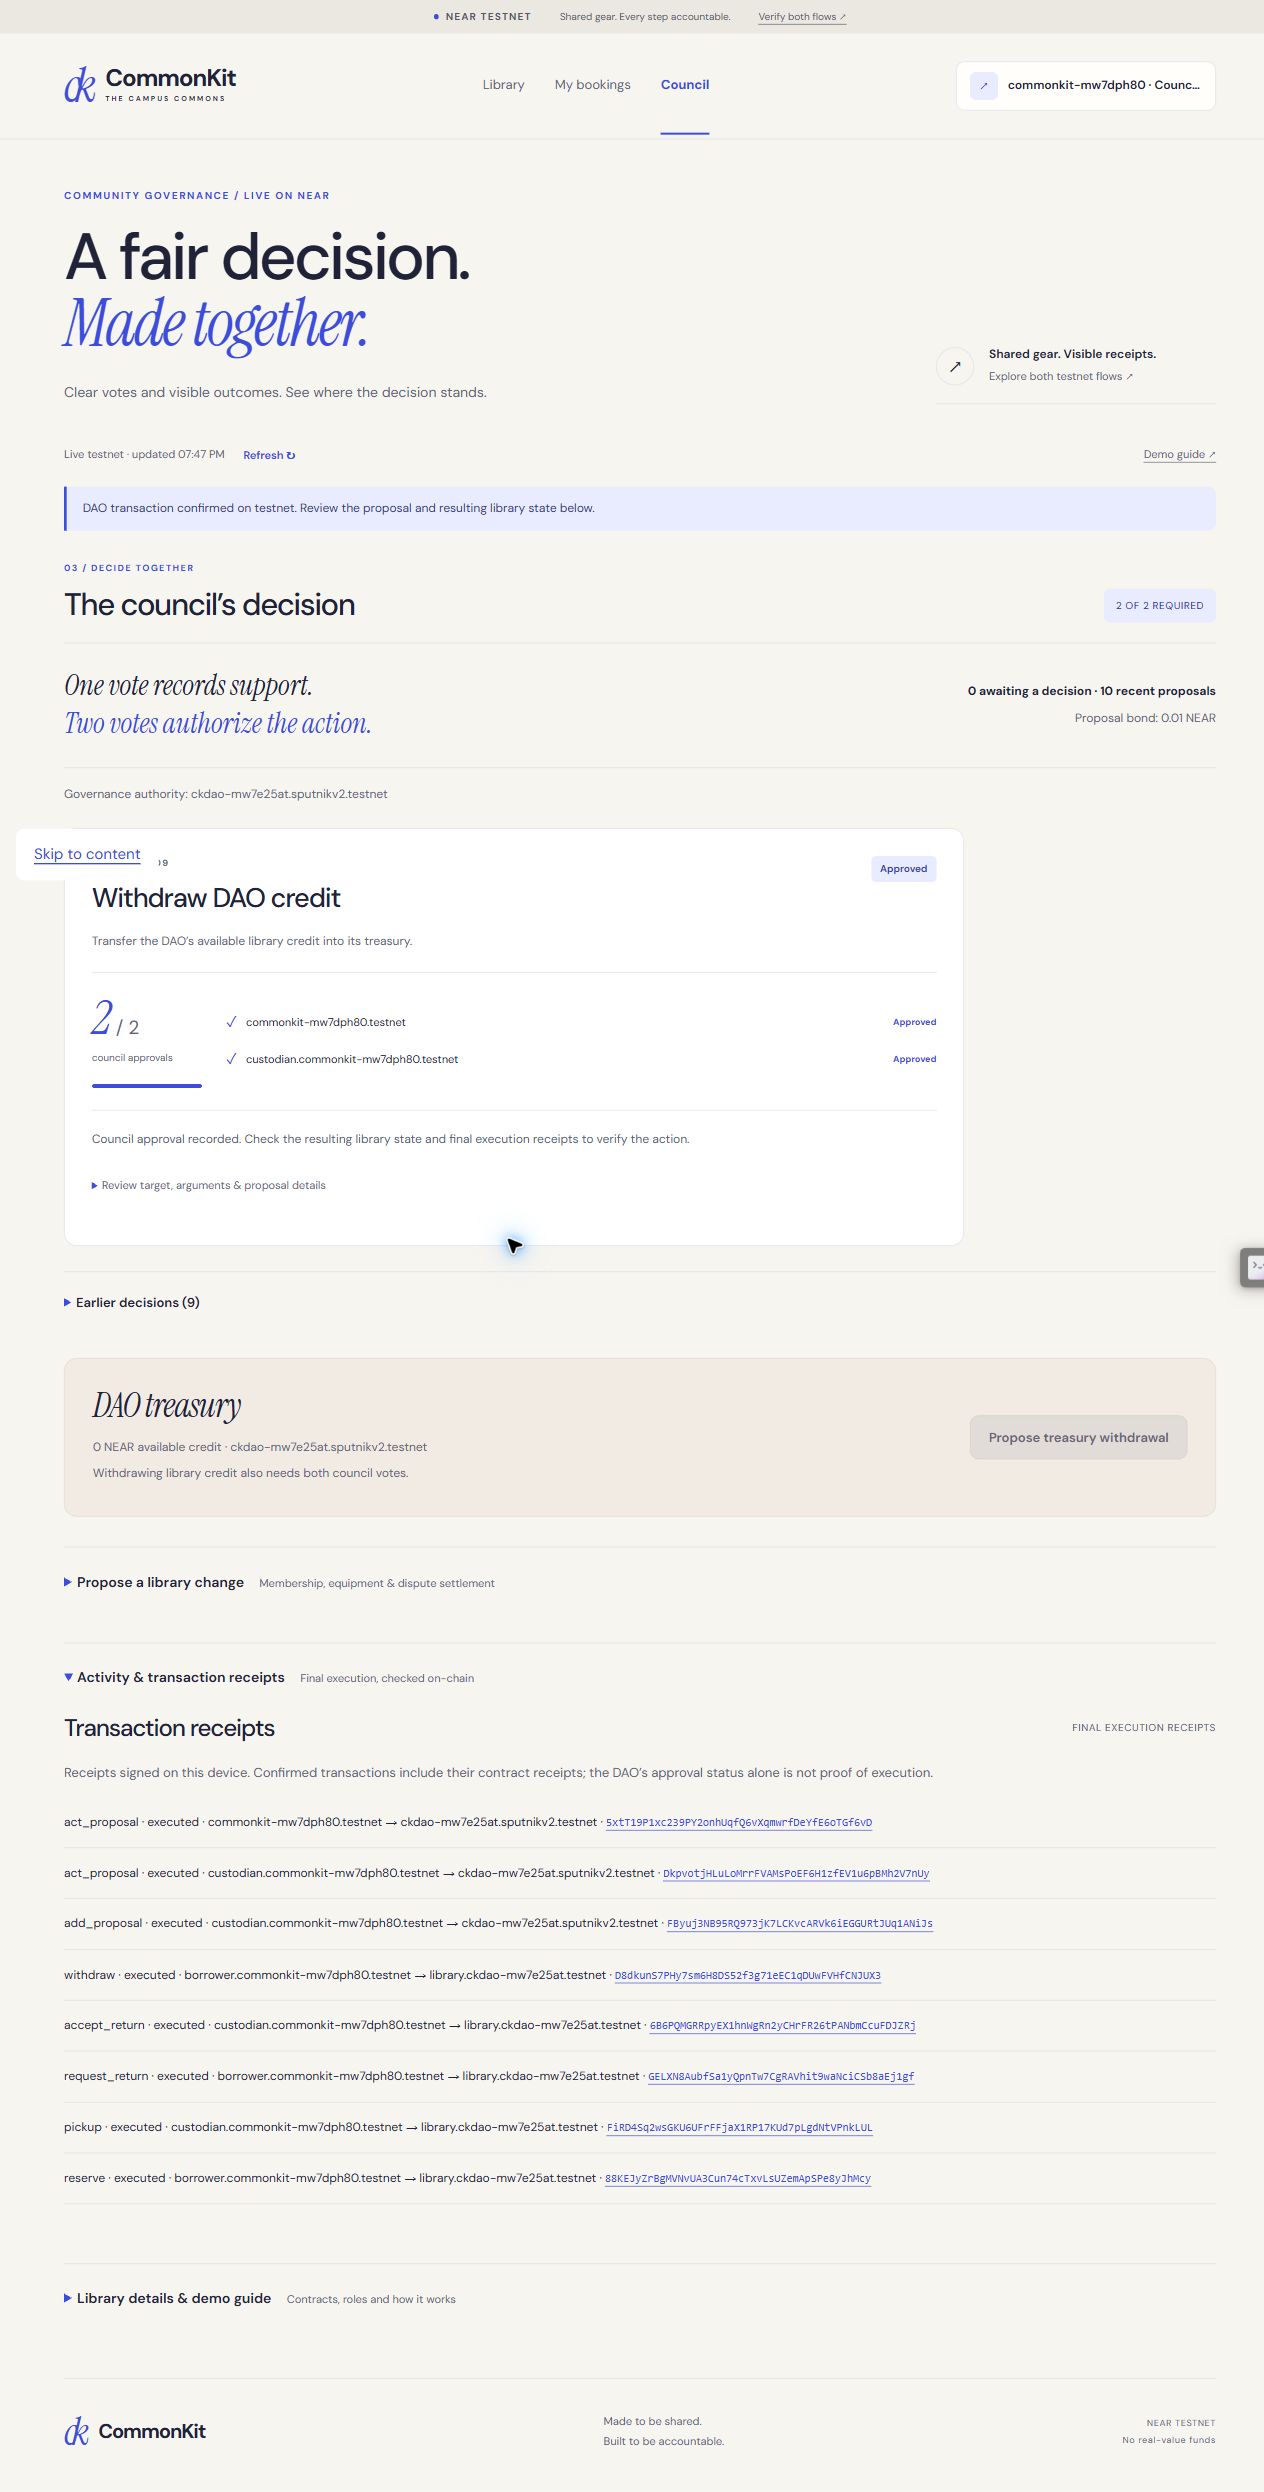 NEAR TESTNET Shared gear. Every step accountable. Verify both flows ↗
CommonKit
THE CAMPUS COMMONS
Library My bookings Council
↗ commonkit-mw7dph80 · Counc...
COMMUNITY GOVERNANCE / LIVE ON NEAR
A fair decision.
Made together.
Clear votes and visible outcomes. See where the decision stands.
↗ Shared gear. Visible receipts.
Explore both testnet flows ↗
Live testnet · updated 07:47 PM Refresh ↻
Demo guide ↗
DAO transaction confirmed on testnet. Review the proposal and resulting library state below.
03 / DECIDE TOGETHER
The council's decision
2 OF 2 REQUIRED
One vote records support.
Two votes authorize the action.
0 awaiting a decision · 10 recent proposals
Proposal bond: 0.01 NEAR
Governance authority: ckdao-mw7e25at.sputnikv2.testnet
Skip to content
9
Approved
Withdraw DAO credit
Transfer the DAO's available library credit into its treasury.
2 / 2
council approvals
✓ commonkit-mw7dph80.testnet Approved
✓ custodian.commonkit-mw7dph80.testnet Approved
Council approval recorded. Check the resulting library state and final execution receipts to verify the action.
Review target, arguments & proposal details
Earlier decisions (9)
DAO treasury
0 NEAR available credit · ckdao-mw7e25at.sputnikv2.testnet
Withdrawing library credit also needs both council votes.
Propose treasury withdrawal
Propose a library change Membership, equipment & dispute settlement
Activity & transaction receipts Final execution, checked on-chain
Transaction receipts
FINAL EXECUTION RECEIPTS
Receipts signed on this device. Confirmed transactions include their contract receipts; the DAO's approval status alone is not proof of execution.
act_proposal · executed · commonkit-mw7dph80.testnet → ckdao-mw7e25at.sputnikv2.testnet · 5xtT19P1xc239PY2onhUqfQ6vXqmwrfDeYfE6oTGf6vD
act_proposal · executed · custodian.commonkit-mw7dph80.testnet → ckdao-mw7e25at.sputnikv2.testnet · DkpvotjHLuLoMrrFVAMsPoEF6H1zfEV1u6pBMh2V7nUy
add_proposal · executed · custodian.commonkit-mw7dph80.testnet → ckdao-mw7e25at.sputnikv2.testnet · FByuj3NB95RQ973jK7LCKvcARVk6iEGGURtJUq1ANiJs
withdraw · executed · borrower.commonkit-mw7dph80.testnet → library.ckdao-mw7e25at.testnet · D8dkunS7PHy7sm6H8DS52f3g71eEC1qDUwFVHfCNJUX3
accept_return · executed · custodian.commonkit-mw7dph80.testnet → library.ckdao-mw7e25at.testnet · 6B6PQMGRRpyEX1hnWgRn2yCHrFR26tPANbmCcuFDJZRj
request_return · executed · borrower.commonkit-mw7dph80.testnet → library.ckdao-mw7e25at.testnet · GELXN8AubfSa1yQpnTw7CgRAVhit9waNciCSb8aEj1gf
pickup · executed · custodian.commonkit-mw7dph80.testnet → library.ckdao-mw7e25at.testnet · FiRD4Sq2wsGKU6UFrFFjaX1RP17KUd7pLgdNtVPnkLUL
reserve · executed · borrower.commonkit-mw7dph80.testnet → library.ckdao-mw7e25at.testnet · 88KEJyZrBgMVNvUA3Cun74cTxvLsUZemApSPe8yJhMcy
Library details & demo guide Contracts, roles and how it works
CommonKit
Made to be shared.
Built to be accountable.
NEAR TESTNET
No real-value funds